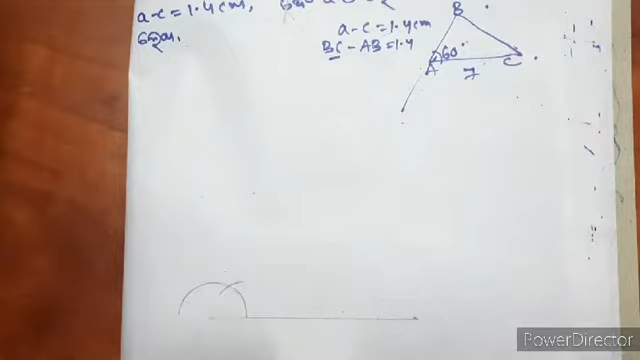 a-c = 1.4 cm,
a-c = 1.4 cm
BC - AB = 1.4
B
60°
A
7
C
PowerDirector